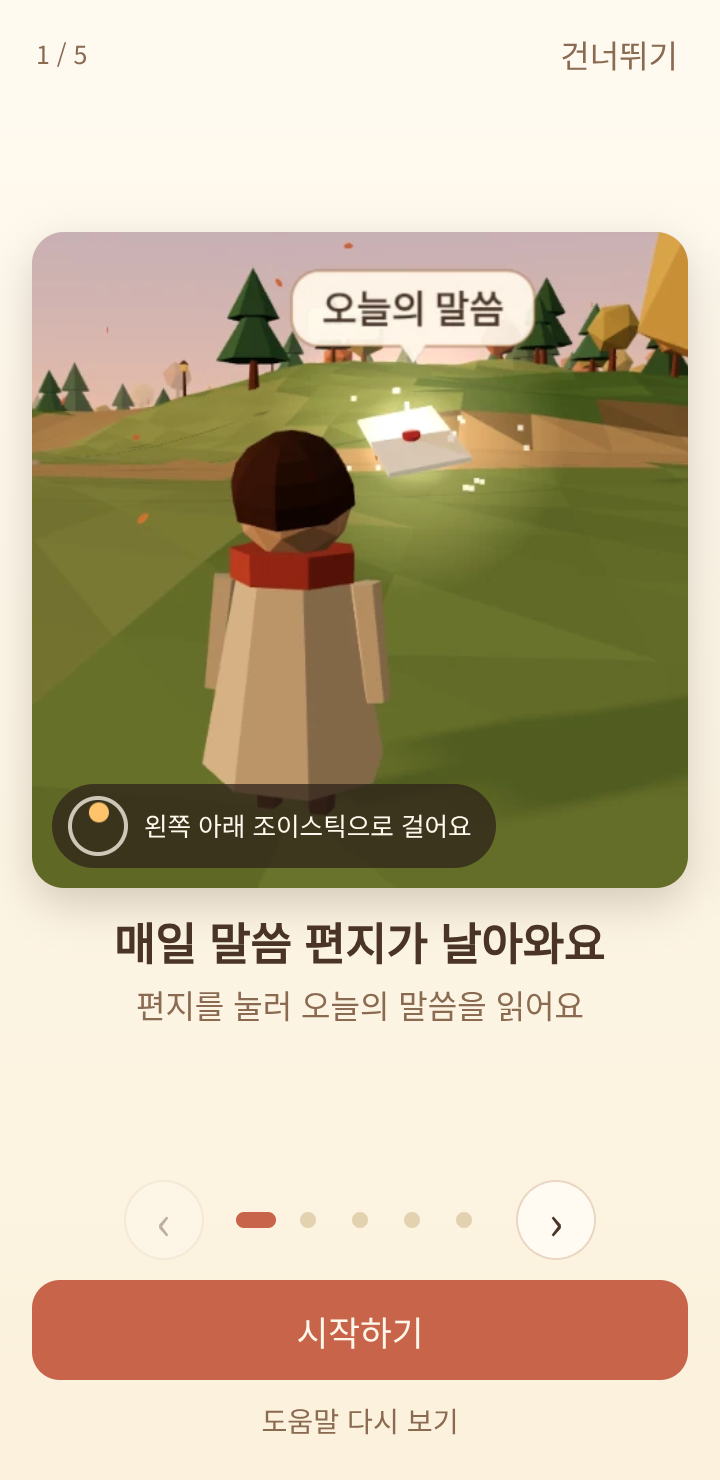 1 / 5
건너뛰기
오늘의 말씀
왼쪽 아래 조이스틱으로 걸어요
매일 말씀 편지가 날아와요
편지를 눌러 오늘의 말씀을 읽어요
‹
›
시작하기
도움말 다시 보기